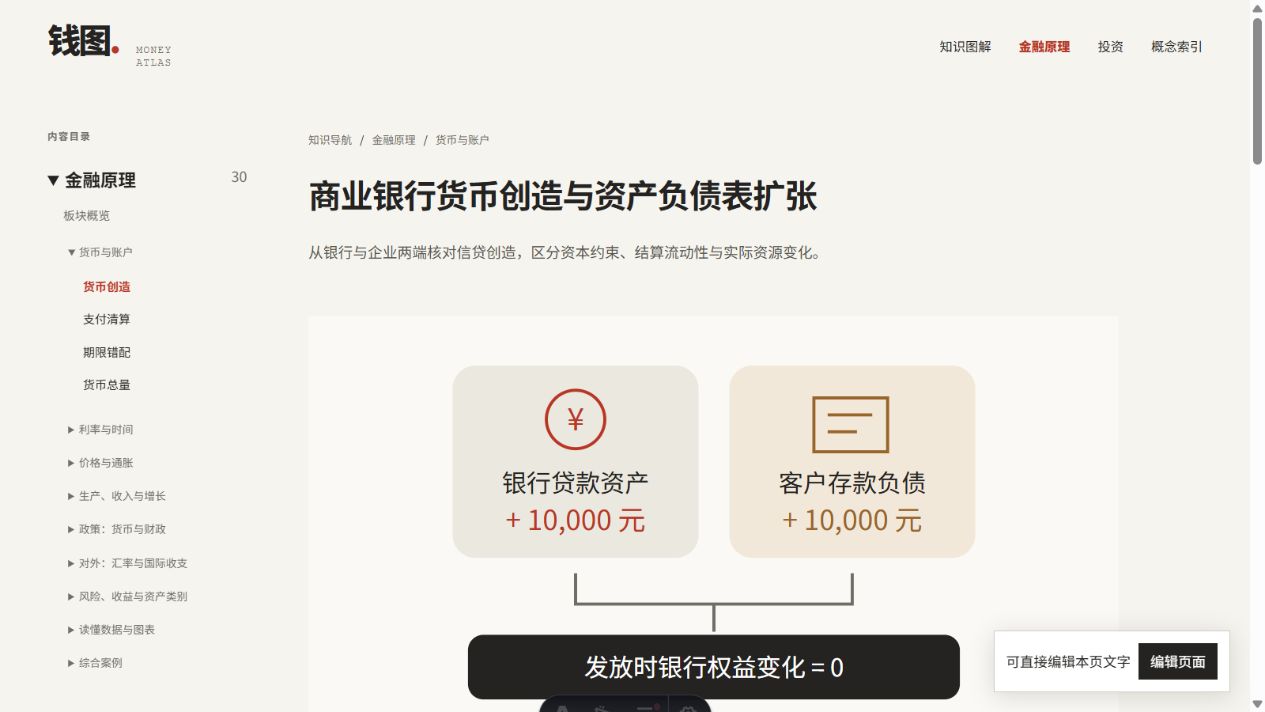 钱图.
MONEY
ATLAS
知识图解
金融原理
投资
概念索引
内容目录
▼ 金融原理 30
板块概览
▼ 货币与账户
货币创造
支付清算
期限错配
货币总量
▶ 利率与时间
▶ 价格与通胀
▶ 生产、收入与增长
▶ 政策：货币与财政
▶ 对外：汇率与国际收支
▶ 风险、收益与资产类别
▶ 读懂数据与图表
▶ 综合案例
知识导航 / 金融原理 / 货币与账户
商业银行货币创造与资产负债表扩张
从银行与企业两端核对信贷创造，区分资本约束、结算流动性与实际资源变化。
¥
银行贷款资产
+ 10,000 元
客户存款负债
+ 10,000 元
发放时银行权益变化 = 0
可直接编辑本页文字
编辑页面